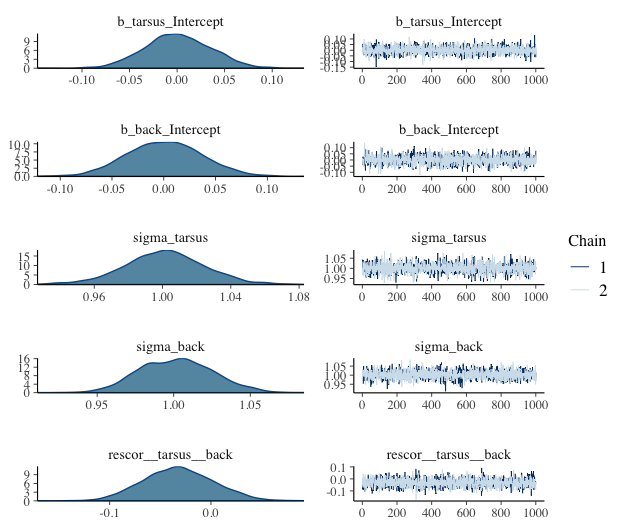 b_tarsus_Intercept
9
6
3
0
-0.10 -0.05 0.00 0.05 0.10
b_tarsus_Intercept
0.10
0.05
0.00
-0.05
-0.10
-0.15
0 200 400 600 800 1000
b_back_Intercept
10.0
7.5
5.0
2.5
0.0
-0.10 -0.05 0.00 0.05 0.10
b_back_Intercept
0.10
0.05
0.00
-0.05
-0.10
0 200 400 600 800 1000
sigma_tarsus
15
10
5
0
0.96 1.00 1.04 1.08
sigma_tarsus
1.05
1.00
0.95
0 200 400 600 800 1000
Chain
1
2
sigma_back
16
12
8
4
0
0.95 1.00 1.05
sigma_back
1.05
1.00
0.95
0 200 400 600 800 1000
rescor__tarsus__back
9
6
3
0
-0.1 0.0
rescor__tarsus__back
0.1
0.0
-0.1
0 200 400 600 800 1000